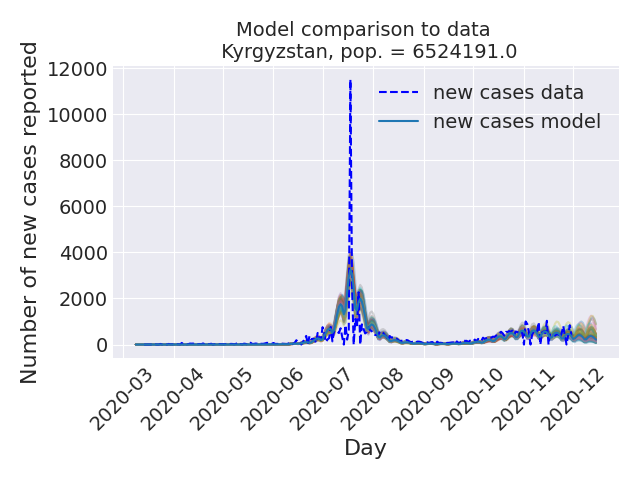 Model comparison to data
Kyrgyzstan, pop. = 6524191.0
Number of new cases reported
12000
10000
8000
6000
4000
2000
0
new cases data
new cases model
2020-03
2020-04
2020-05
2020-06
2020-07
2020-08
2020-09
2020-10
2020-11
2020-12
Day